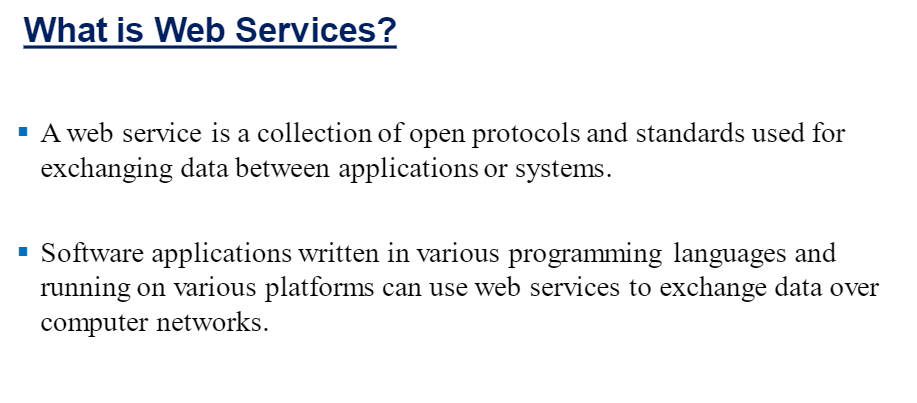 What is Web Services?
▪ A web service is a collection of open protocols and standards used for
exchanging data between applications or systems.
▪ Software applications written in various programming languages and
running on various platforms can use web services to exchange data over
computer networks.